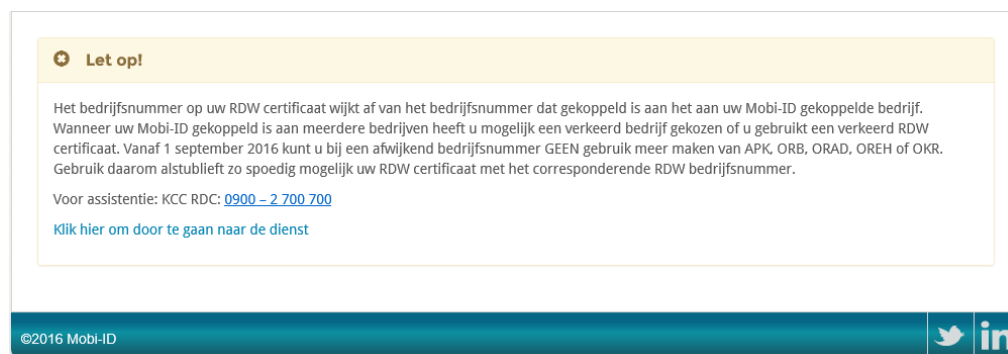 Let op!
Het bedrijfsnummer op uw RDW certificaat wijkt af van het bedrijfsnummer dat gekoppeld is aan het aan uw Mobi-ID gekoppelde bedrijf.
Wanneer uw Mobi-ID gekoppeld is aan meerdere bedrijven heeft u mogelijk een verkeerd bedrijf gekozen of u gebruikt een verkeerd RDW
certificaat. Vanaf 1 september 2016 kunt u bij een afwijkend bedrijfsnummer GEEN gebruik meer maken van APK, ORB, ORAD, OREH of OKR.
Gebruik daarom alstublieft zo spoedig mogelijk uw RDW certificaat met het corresponderende RDW bedrijfsnummer.
Voor assistentie: KCC RDC: 0900 – 2 700 700
Klik hier om door te gaan naar de dienst
©2016 Mobi-ID
in